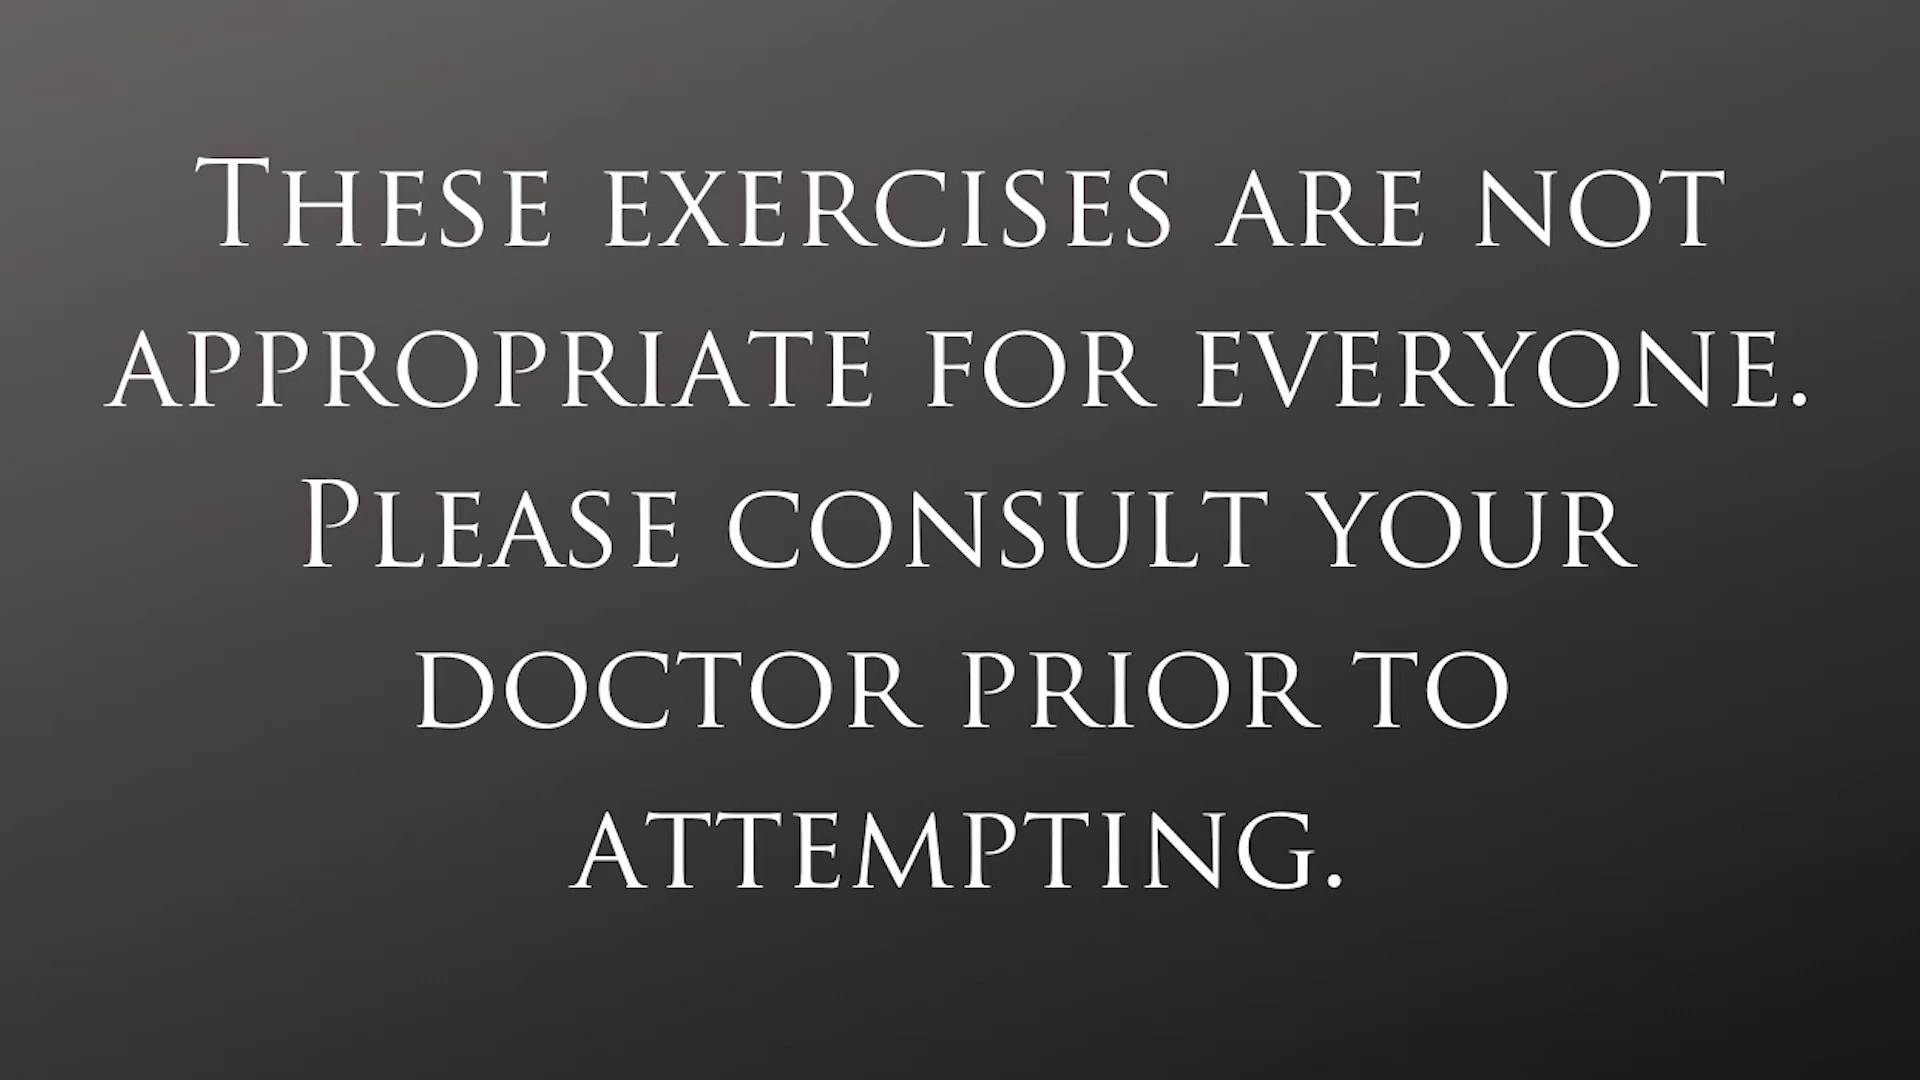 These exercises are not
appropriate for everyone.
Please consult your
doctor prior to
attempting.